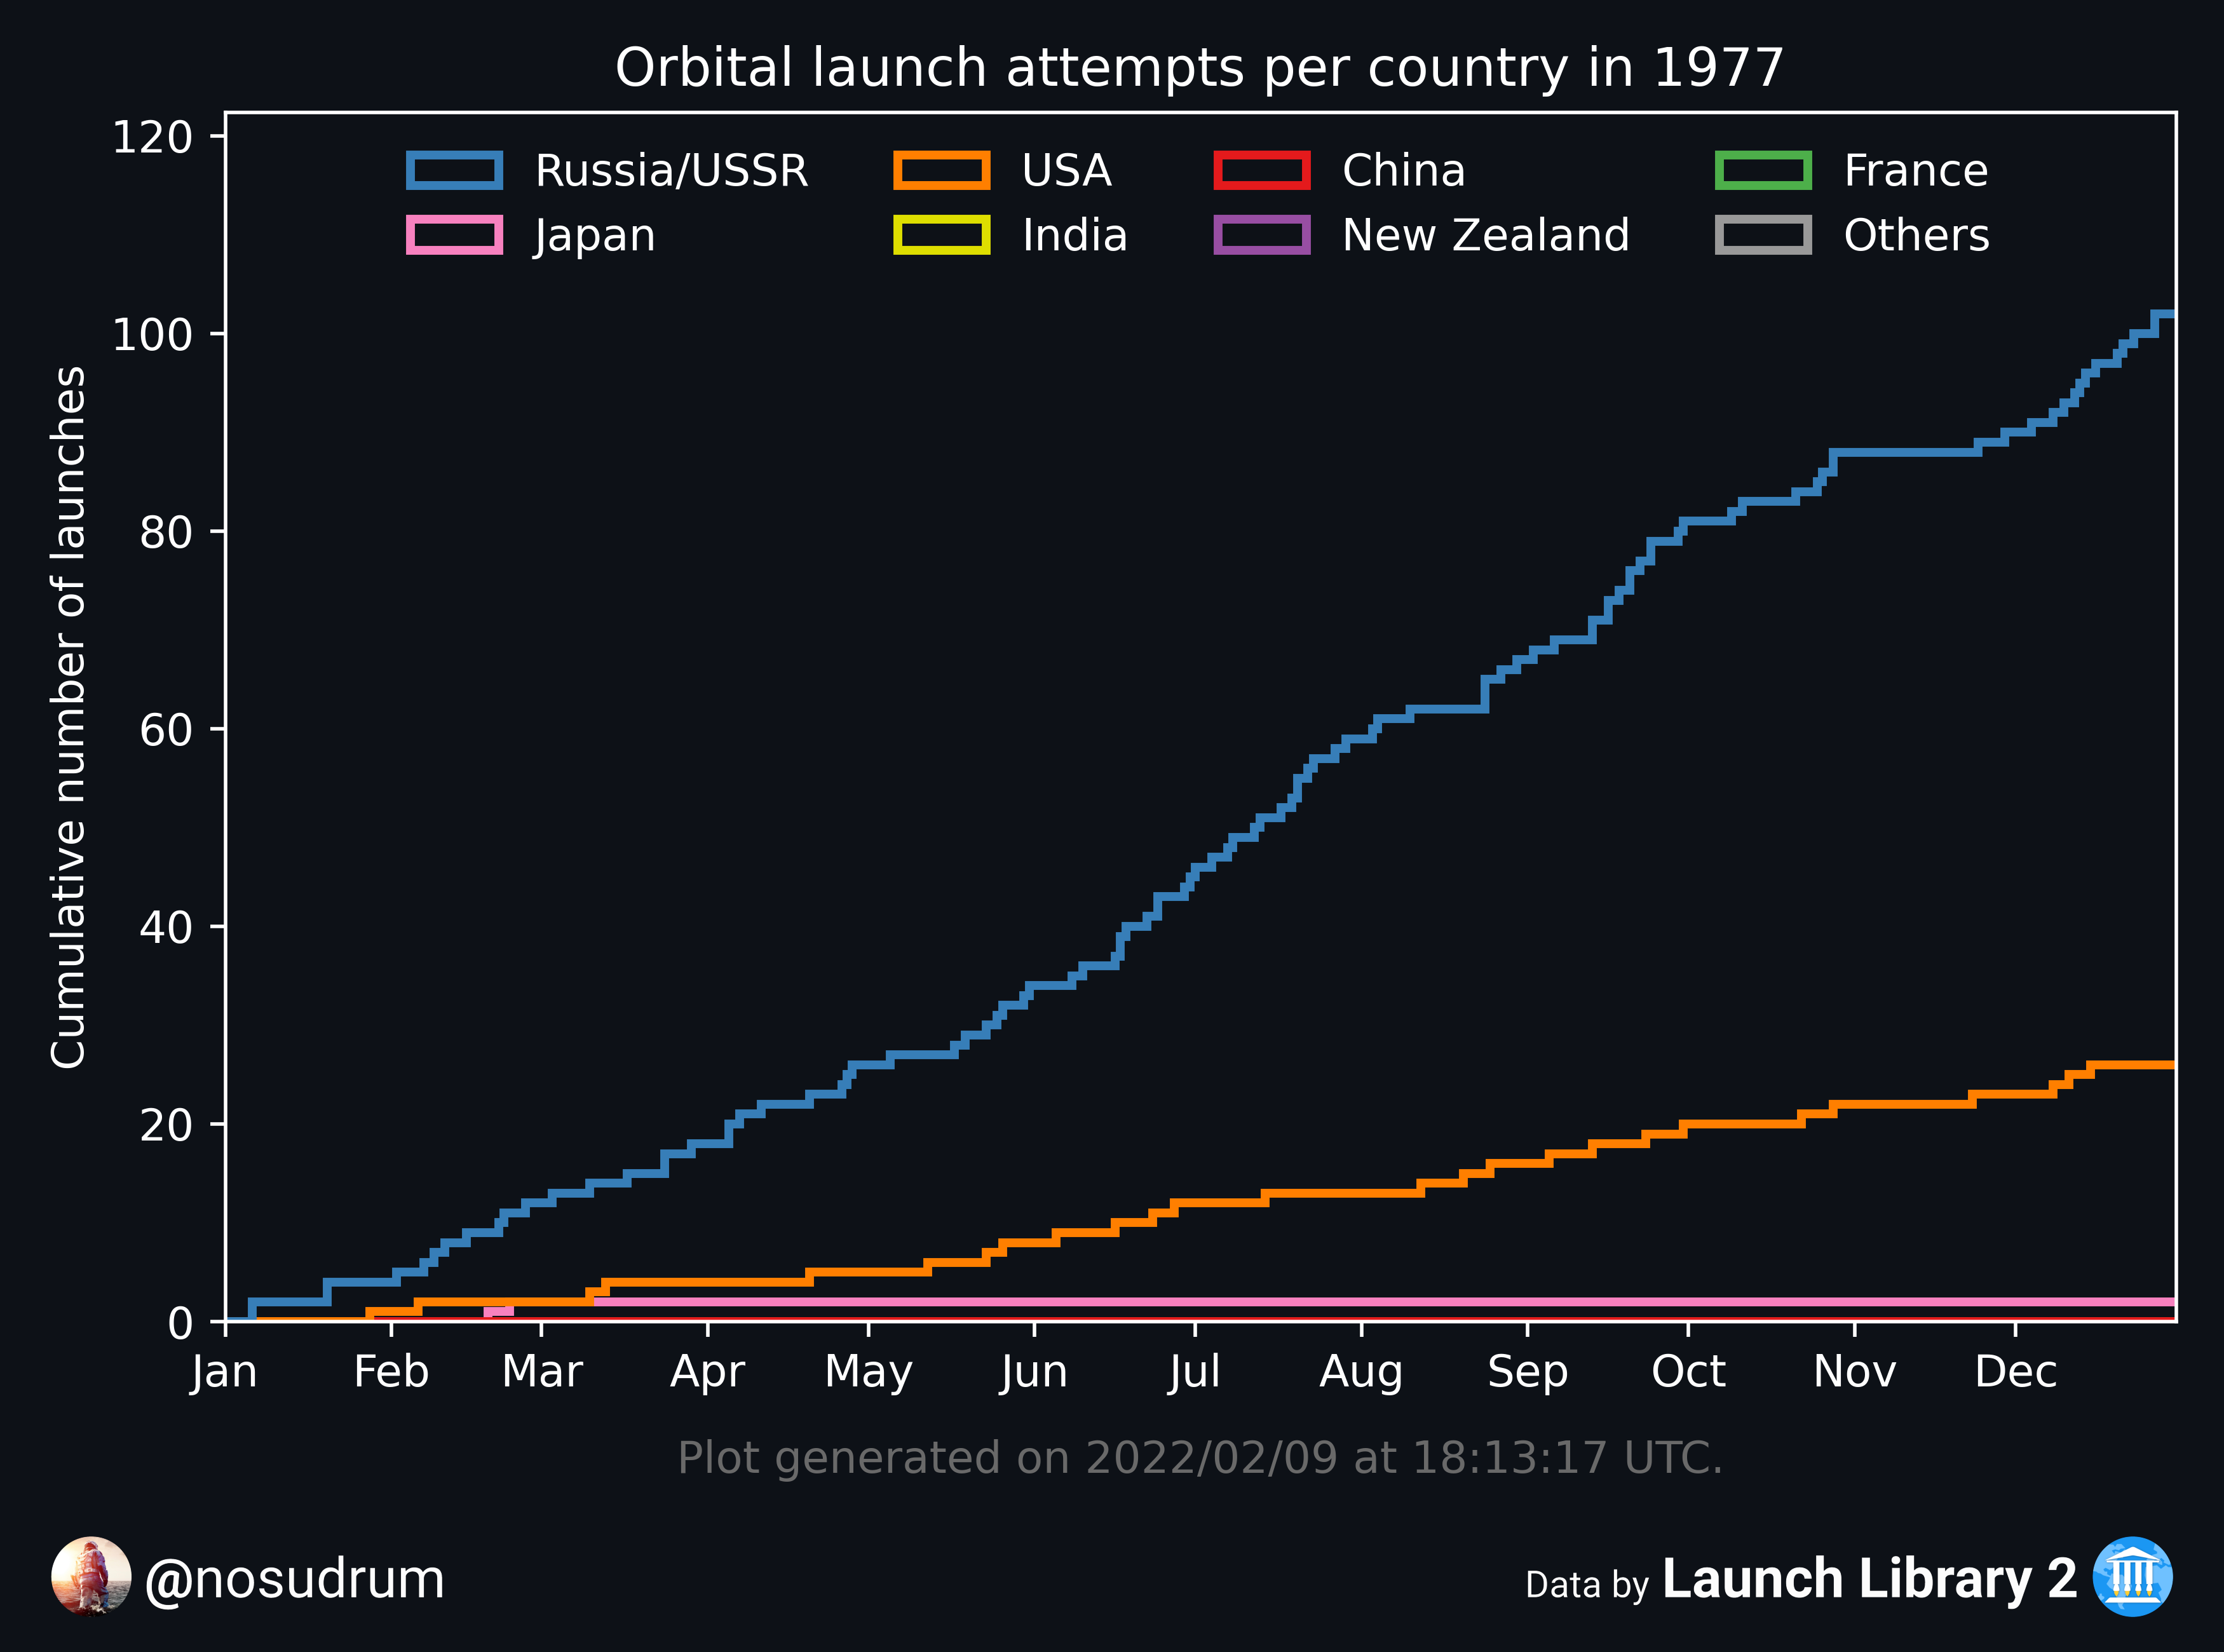 Orbital launch attempts per country in 1977
120
100
80
60
40
20
0
Cumulative number of launches
Russia/USSR USA China France
Japan India New Zealand Others
Jan Feb Mar Apr May Jun Jul Aug Sep Oct Nov Dec
Plot generated on 2022/02/09 at 18:13:17 UTC.
@nosudrum
Data by Launch Library 2